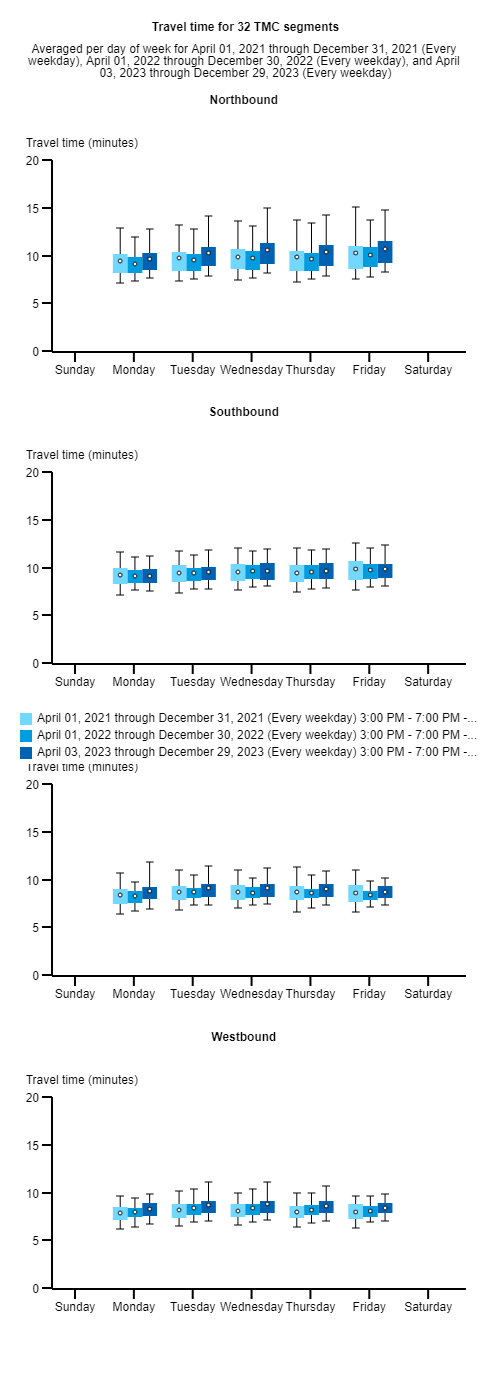 Travel time for 32 TMC segments
Averaged per day of week for April 01, 2021 through December 31, 2021 (Every
weekday), April 01, 2022 through December 30, 2022 (Every weekday), and April
03, 2023 through December 29, 2023 (Every weekday)
Northbound
Travel time (minutes)
20
15
10
5
0
Sunday Monday Tuesday Wednesday Thursday Friday Saturday
Southbound
Travel time (minutes)
20
15
10
5
0
Sunday Monday Tuesday Wednesday Thursday Friday Saturday
April 01, 2021 through December 31, 2021 (Every weekday) 3:00 PM - 7:00 PM -...
April 01, 2022 through December 30, 2022 (Every weekday) 3:00 PM - 7:00 PM -...
April 03, 2023 through December 29, 2023 (Every weekday) 3:00 PM - 7:00 PM -...
Travel time (minutes)
20
15
10
5
0
Sunday Monday Tuesday Wednesday Thursday Friday Saturday
Westbound
Travel time (minutes)
20
15
10
5
0
Sunday Monday Tuesday Wednesday Thursday Friday Saturday